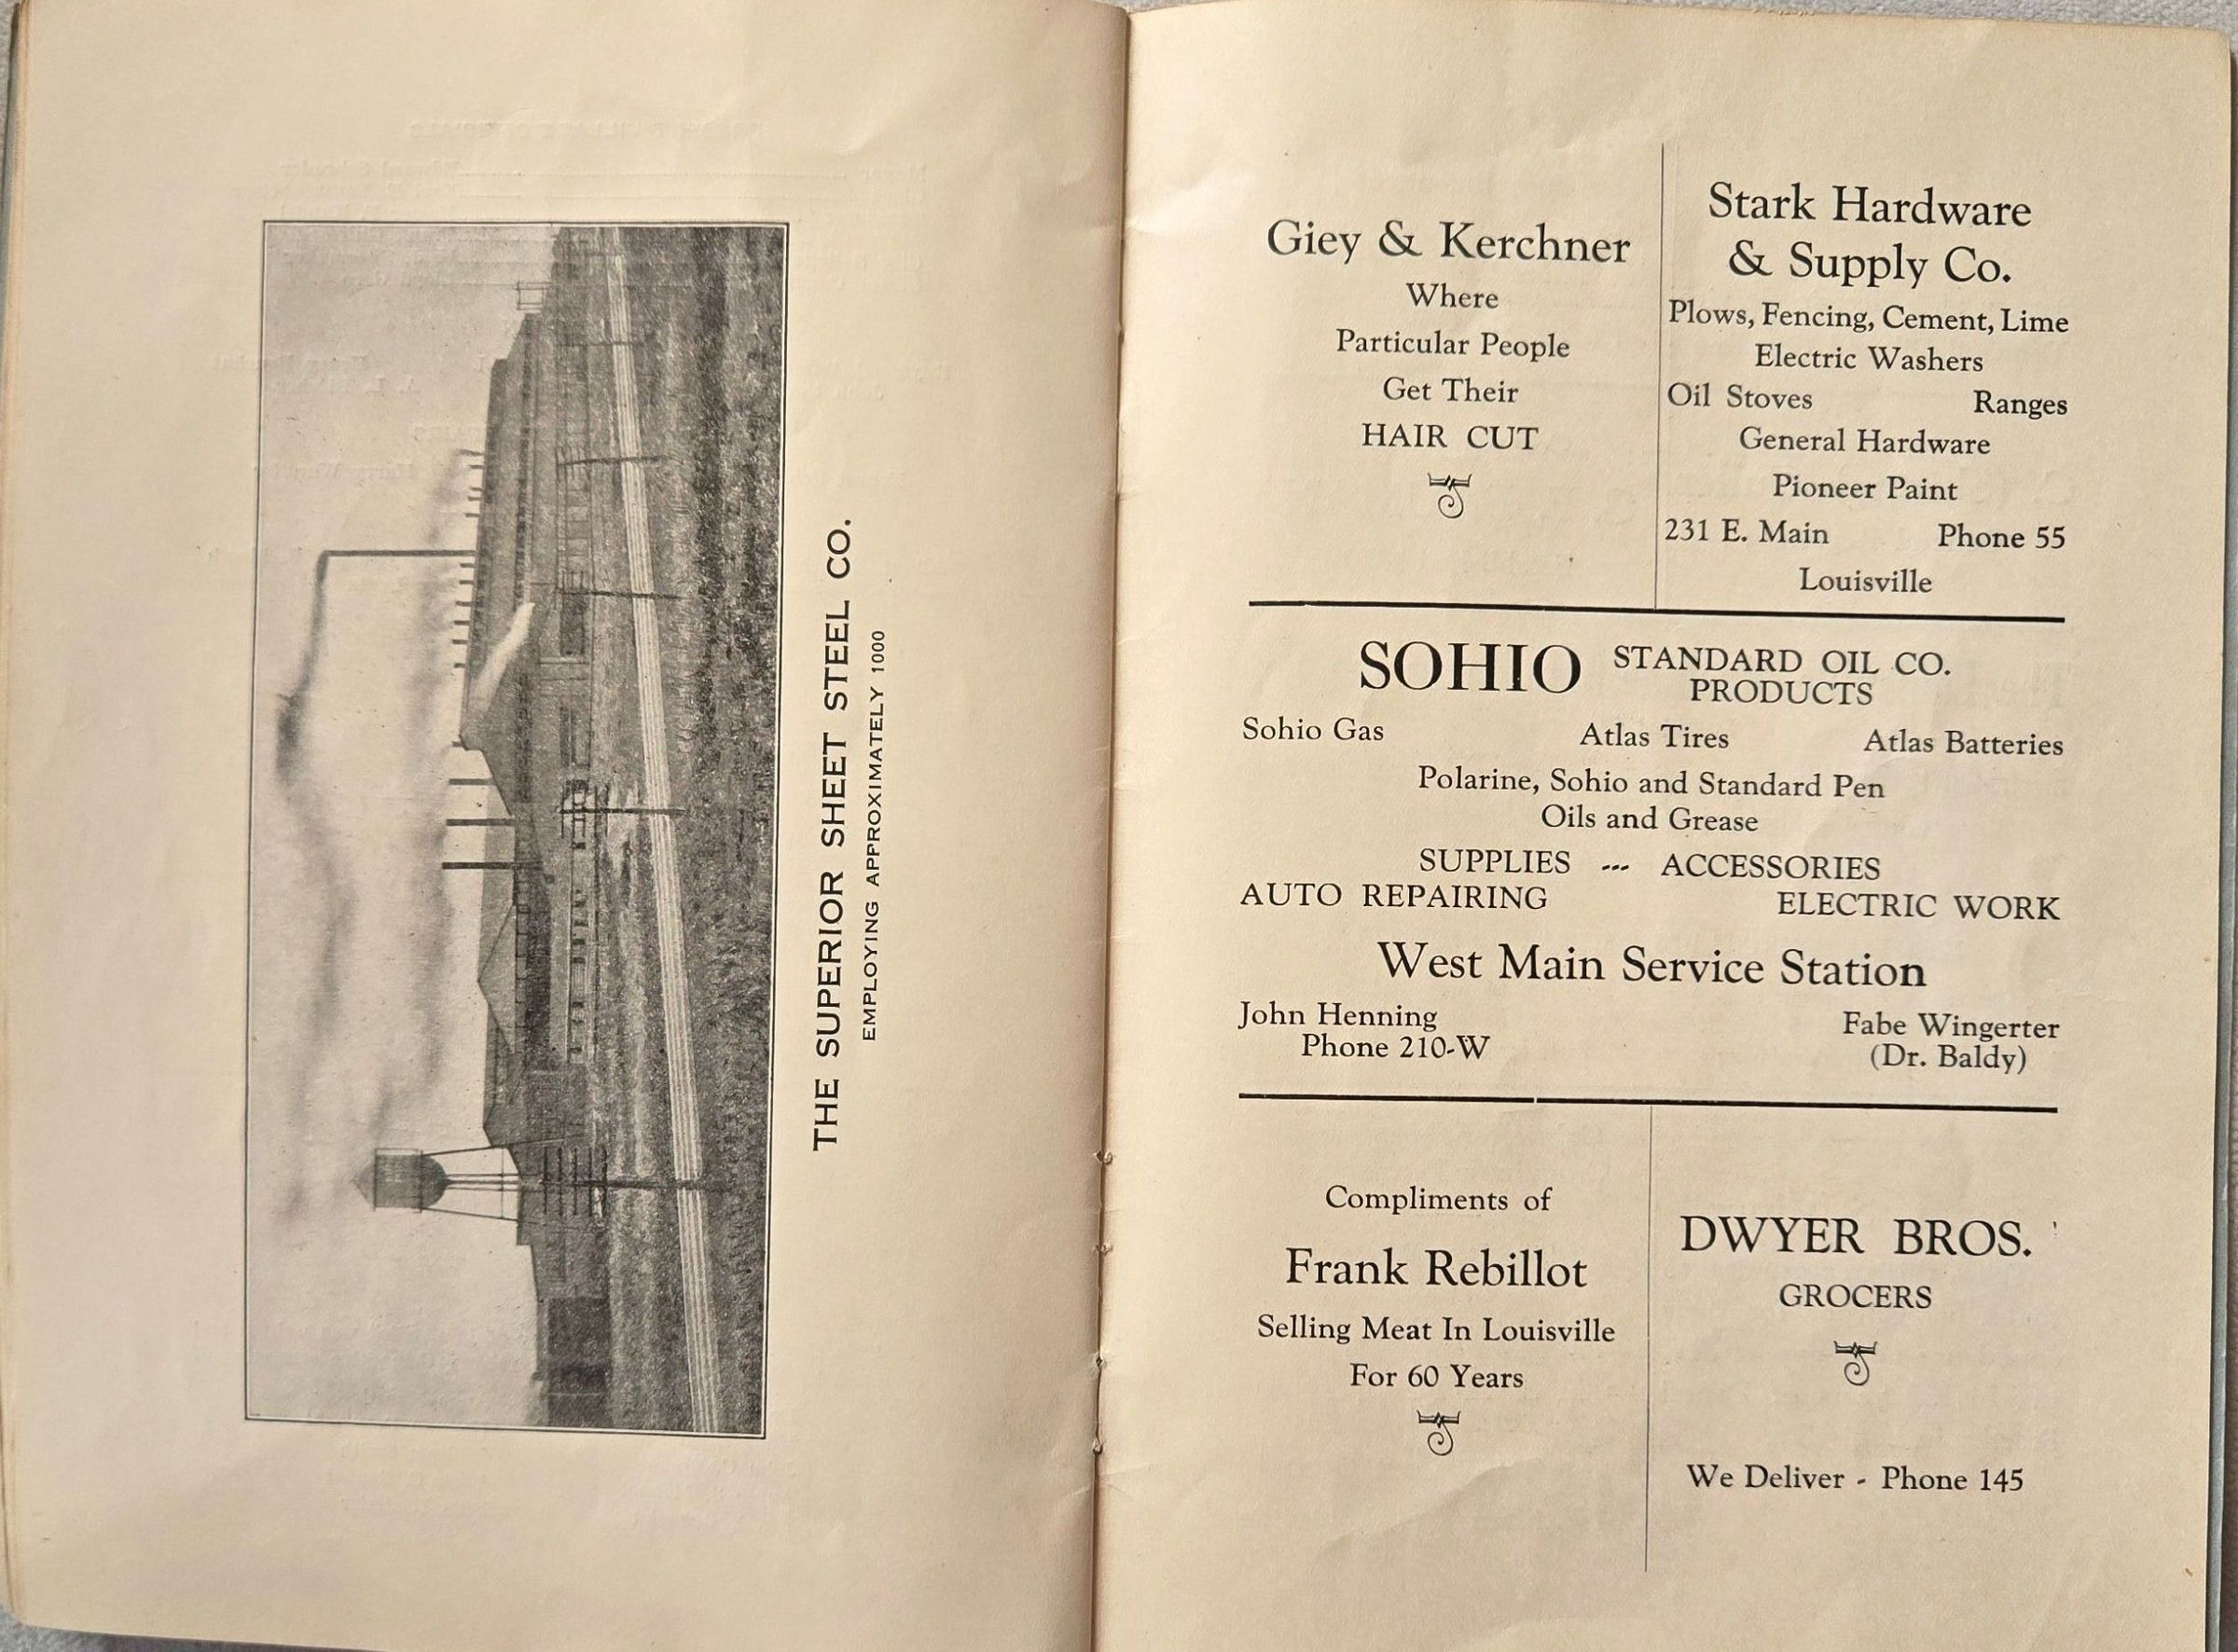 THE SUPERIOR SHEET STEEL CO.
EMPLOYING APPROXIMATELY 1000
Giey & Kerchner
Where
Particular People
Get Their
HAIR CUT
Stark Hardware
& Supply Co.
Plows, Fencing, Cement, Lime
Electric Washers
Oil Stoves Ranges
General Hardware
Pioneer Paint
231 E. Main Phone 55
Louisville
SOHIO STANDARD OIL CO.
PRODUCTS
Sohio Gas Atlas Tires Atlas Batteries
Polarine, Sohio and Standard Pen
Oils and Grease
SUPPLIES --- ACCESSORIES
AUTO REPAIRING ELECTRIC WORK
West Main Service Station
John Henning Fabe Wingerter
Phone 210-W (Dr. Baldy)
Compliments of
Frank Rebillot
Selling Meat In Louisville
For 60 Years
DWYER BROS.
GROCERS
We Deliver - Phone 145